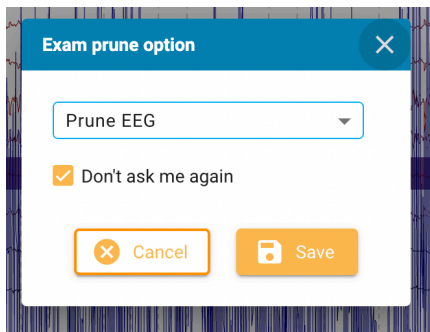 Exam prune option
Prune EEG
Don't ask me again
Cancel
Save